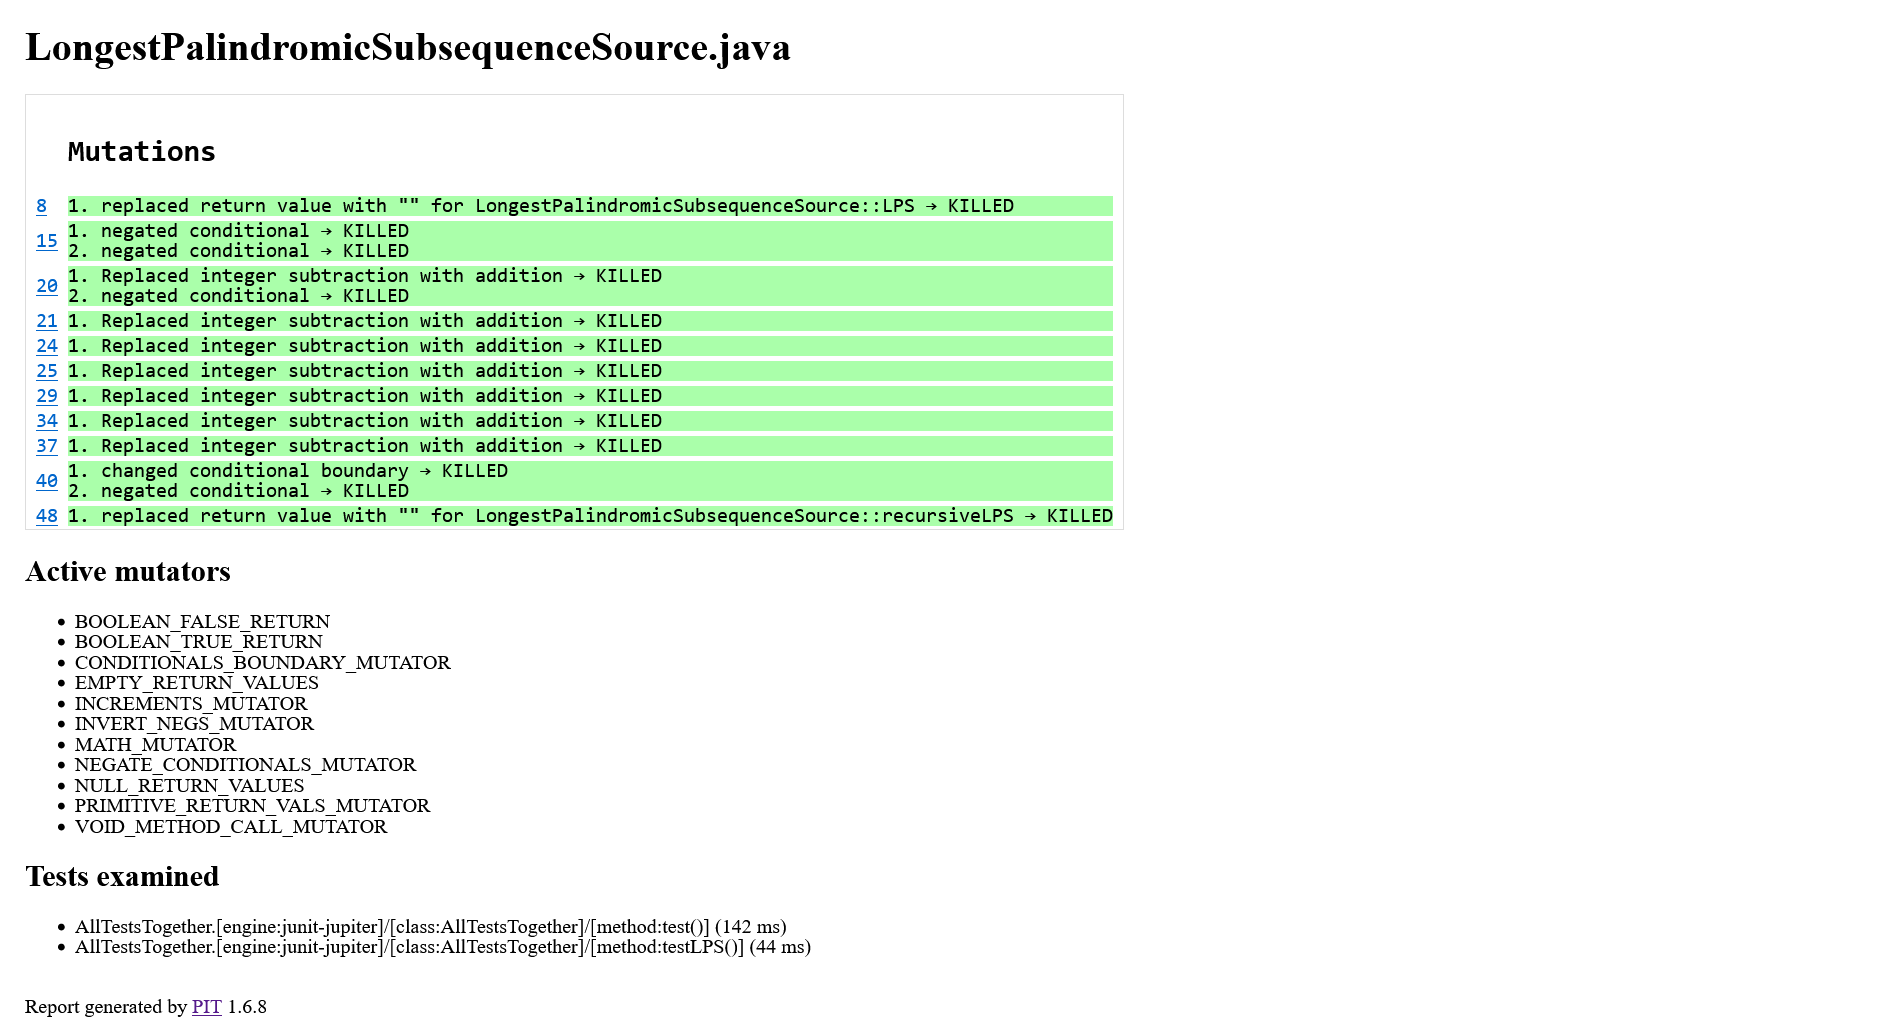 LongestPalindromicSubsequenceSource.java
Mutations
8 1. replaced return value with "" for LongestPalindromicSubsequenceSource::LPS → KILLED
15 1. negated conditional → KILLED
2. negated conditional → KILLED
20 1. Replaced integer subtraction with addition → KILLED
2. negated conditional → KILLED
21 1. Replaced integer subtraction with addition → KILLED
24 1. Replaced integer subtraction with addition → KILLED
25 1. Replaced integer subtraction with addition → KILLED
29 1. Replaced integer subtraction with addition → KILLED
34 1. Replaced integer subtraction with addition → KILLED
37 1. Replaced integer subtraction with addition → KILLED
40 1. changed conditional boundary → KILLED
2. negated conditional → KILLED
48 1. replaced return value with "" for LongestPalindromicSubsequenceSource::recursiveLPS → KILLED
Active mutators
• BOOLEAN_FALSE_RETURN
• BOOLEAN_TRUE_RETURN
• CONDITIONALS_BOUNDARY_MUTATOR
• EMPTY_RETURN_VALUES
• INCREMENTS_MUTATOR
• INVERT_NEGS_MUTATOR
• MATH_MUTATOR
• NEGATE_CONDITIONALS_MUTATOR
• NULL_RETURN_VALUES
• PRIMITIVE_RETURN_VALS_MUTATOR
• VOID_METHOD_CALL_MUTATOR
Tests examined
• AllTestsTogether.[engine:junit-jupiter]/[class:AllTestsTogether]/[method:test()] (142 ms)
• AllTestsTogether.[engine:junit-jupiter]/[class:AllTestsTogether]/[method:testLPS()] (44 ms)
Report generated by PIT 1.6.8